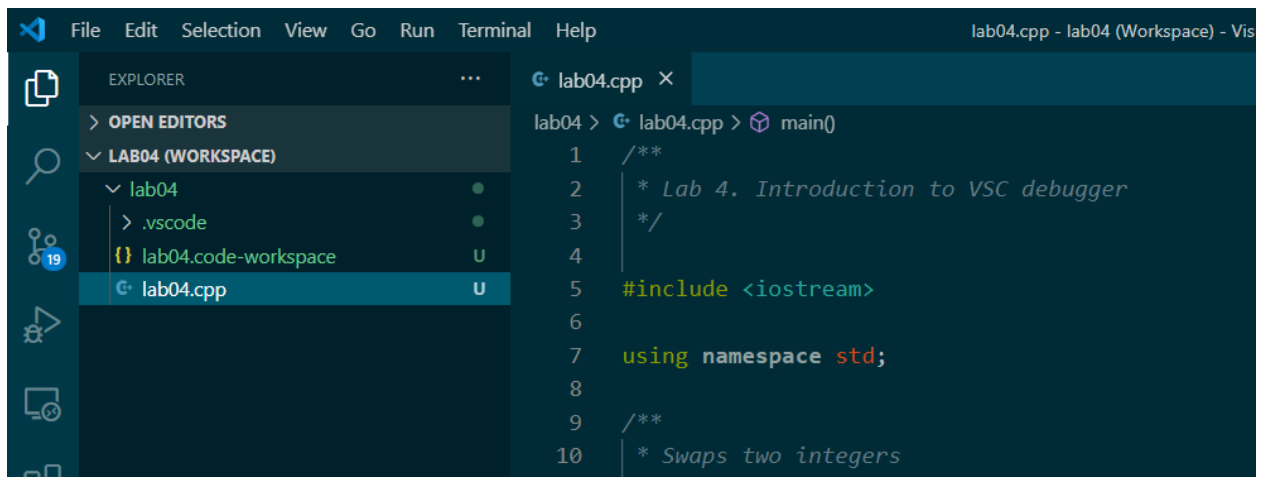 File Edit Selection View Go Run Terminal Help lab04.cpp - lab04 (Workspace) - Vis
EXPLORER ···
OPEN EDITORS
LAB04 (WORKSPACE)
lab04
.vscode
{} lab04.code-workspace U
lab04.cpp U
19
lab04.cpp ×
lab04 > lab04.cpp > main()
1 /**
2 * Lab 4. Introduction to VSC debugger
3 */
4
5 #include <iostream>
6
7 using namespace std;
8
9 /**
10 * Swaps two integers